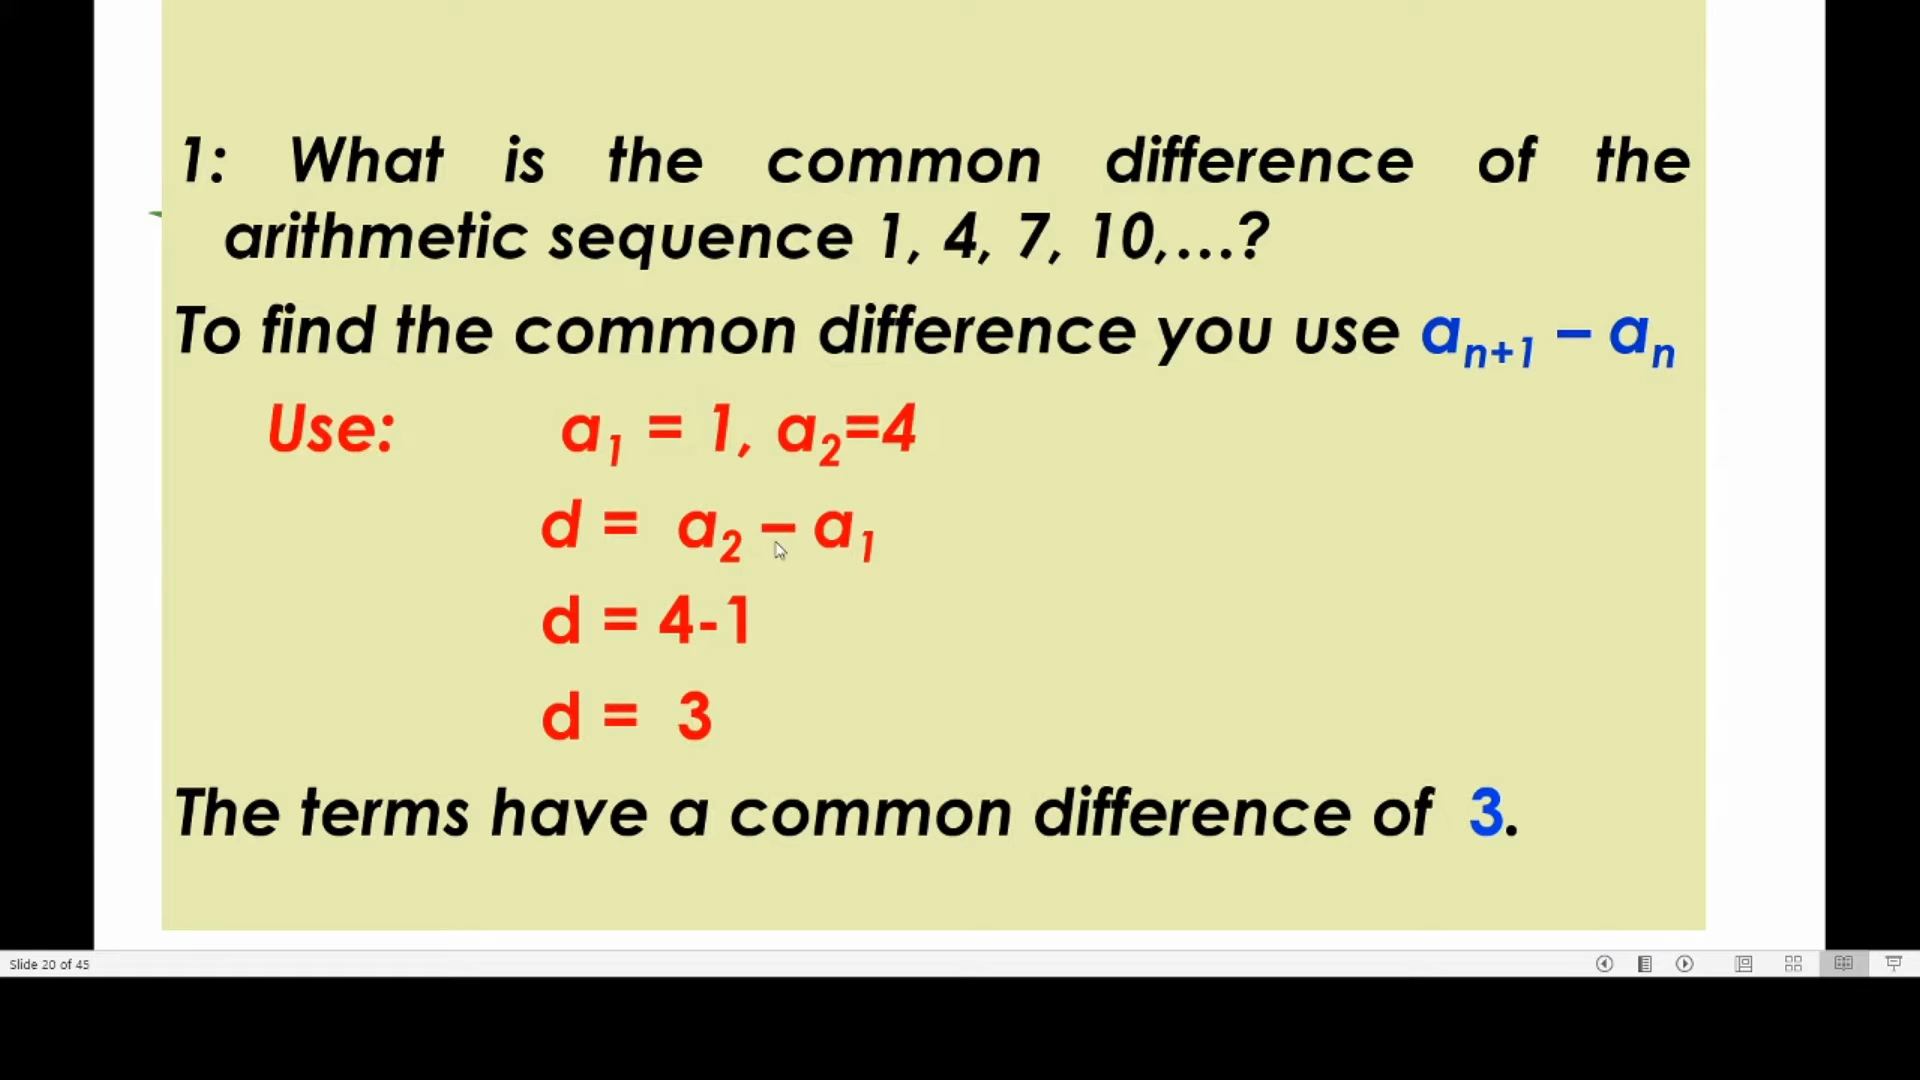 1: What is the common difference of the
arithmetic sequence 1, 4, 7, 10,...?
To find the common difference you use aₙ₊₁ – aₙ
Use: a₁ = 1, a₂=4
d = a₂ – a₁
d = 4-1
d = 3
The terms have a common difference of 3.
Slide 20 of 45